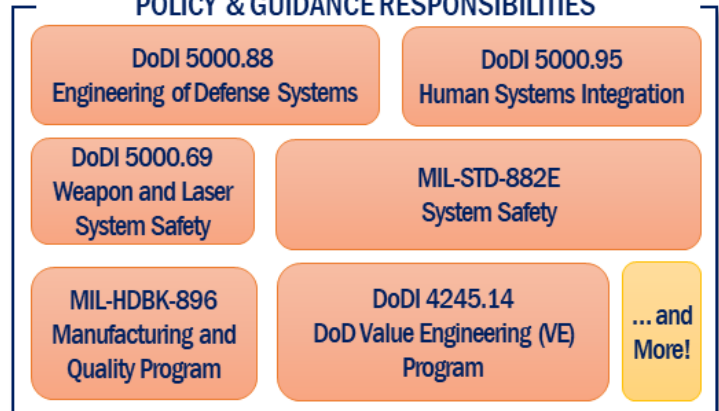 POLICY & GUIDANCE RESPONSIBILITIES
DoDI 5000.88
Engineering of Defense Systems
DoDI 5000.95
Human Systems Integration
DoDI 5000.69
Weapon and Laser
System Safety
MIL-STD-882E
System Safety
MIL-HDBK-896
Manufacturing and
Quality Program
DoDI 4245.14
DoD Value Engineering (VE)
Program
...and
More!